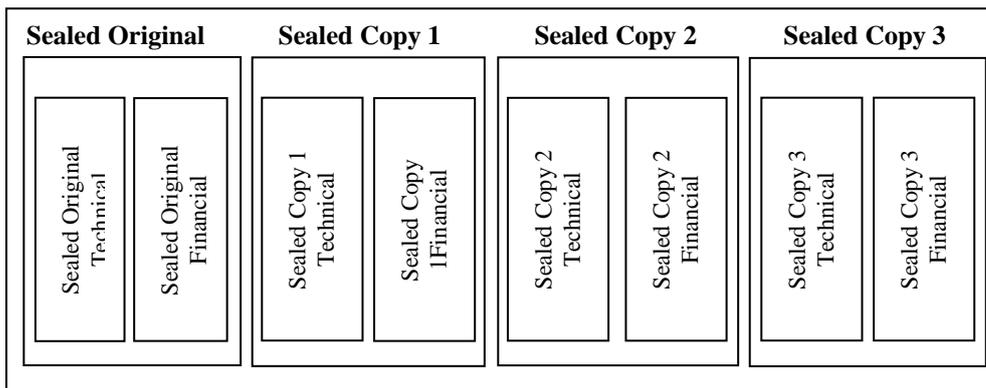 Sealed Original
Sealed Copy 1
Sealed Copy 2
Sealed Copy 3
Sealed Original
Technical
Sealed Original
Financial
Sealed Copy 1
Technical
Sealed Copy
1Financial
Sealed Copy 2
Technical
Sealed Copy 2
Financial
Sealed Copy 3
Technical
Sealed Copy 3
Financial